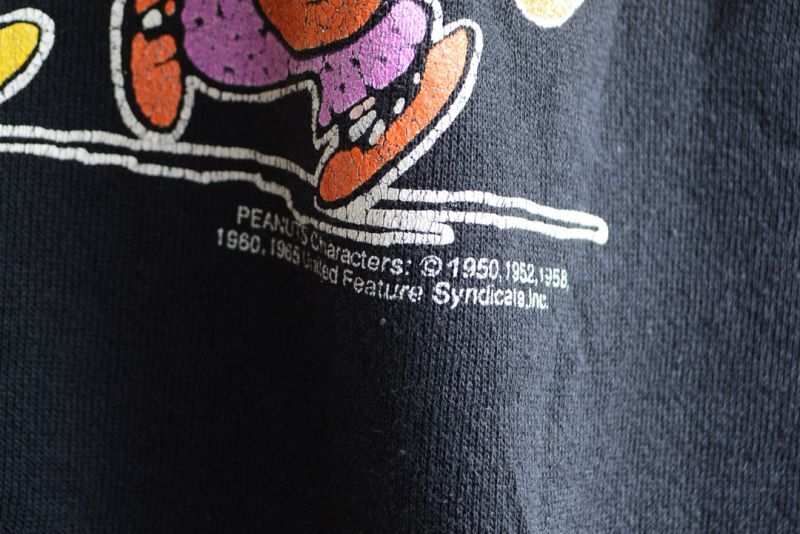 PEANUTS Characters: © 1950, 1952, 1958,
1960, 1965 United Feature Syndicate, Inc.